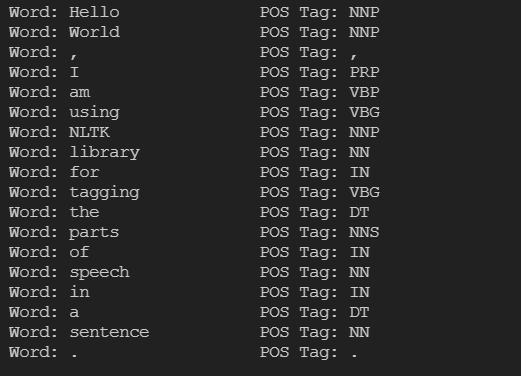 Word: Hello POS Tag: NNP
Word: World POS Tag: NNP
Word: , POS Tag: ,
Word: I POS Tag: PRP
Word: am POS Tag: VBP
Word: using POS Tag: VBG
Word: NLTK POS Tag: NNP
Word: library POS Tag: NN
Word: for POS Tag: IN
Word: tagging POS Tag: VBG
Word: the POS Tag: DT
Word: parts POS Tag: NNS
Word: of POS Tag: IN
Word: speech POS Tag: NN
Word: in POS Tag: IN
Word: a POS Tag: DT
Word: sentence POS Tag: NN
Word: . POS Tag: .